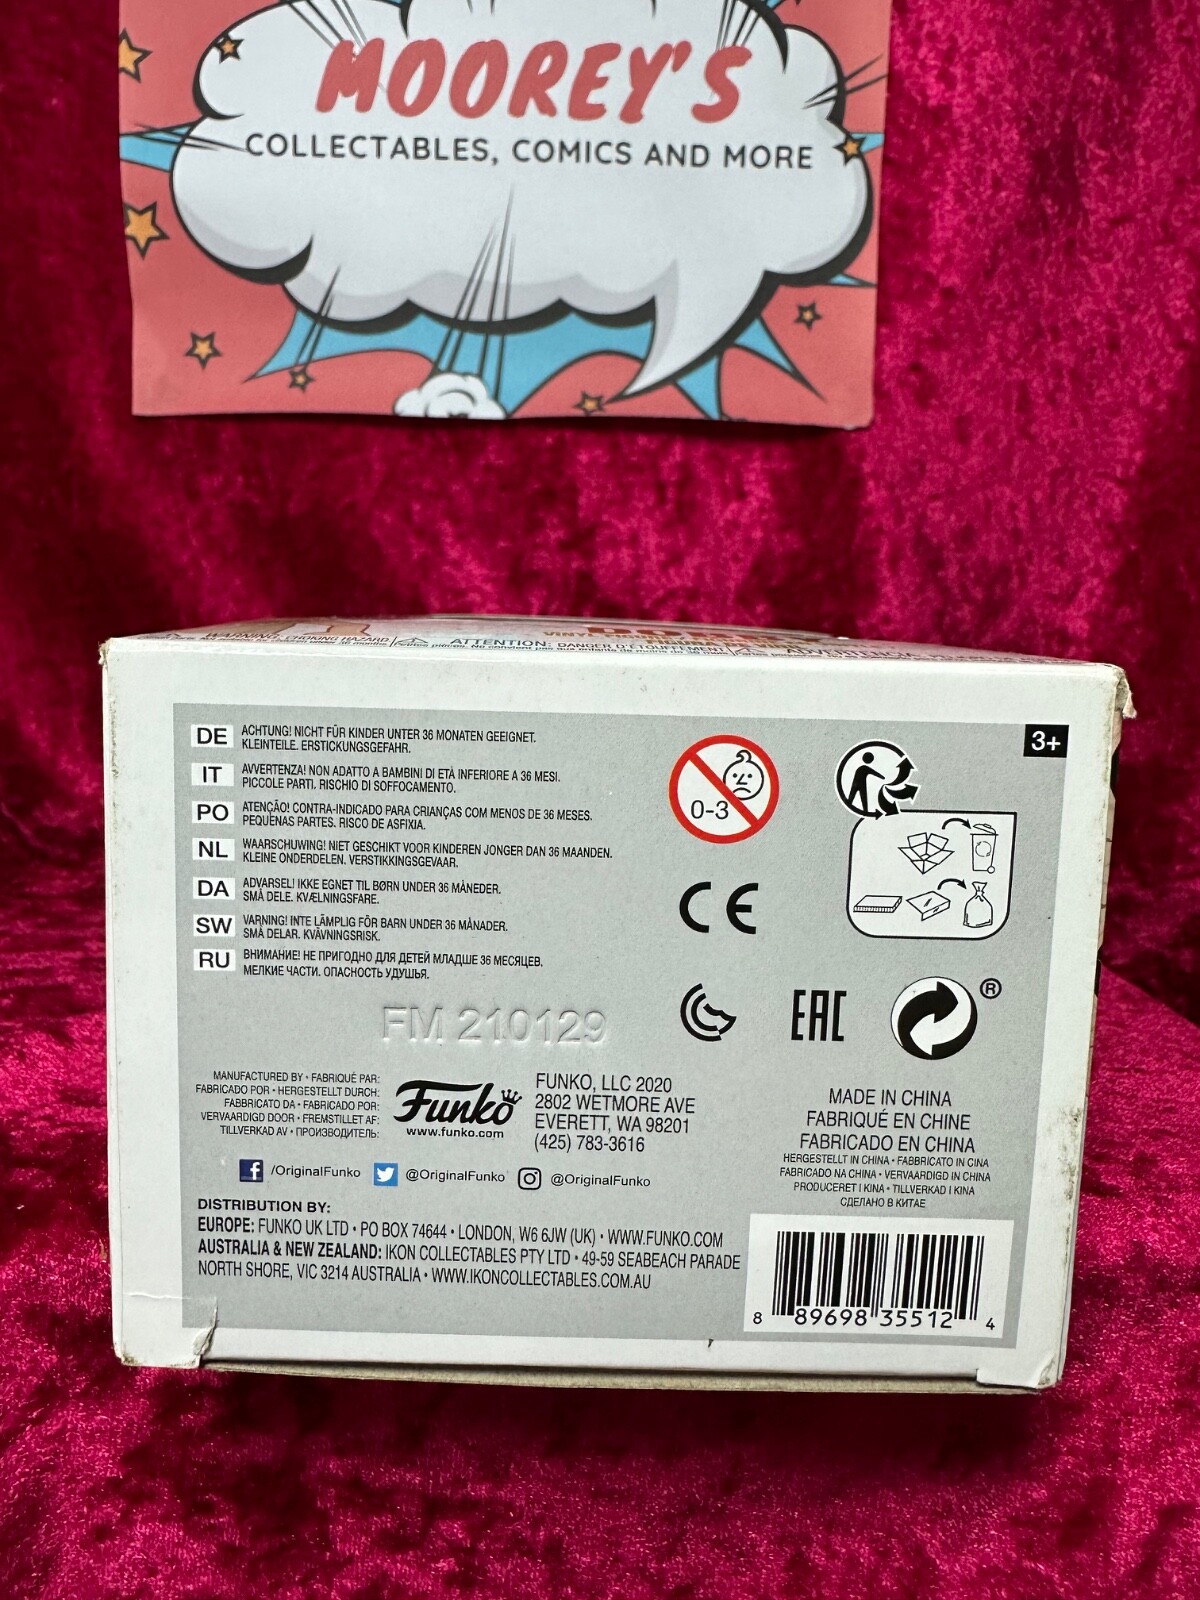 MOOREY'S
COLLECTABLES, COMICS AND MORE
WARNING: CHOKING HAZARD
ATTENTION: DANGER D'ÉTOUFFEMENT
DE ACHTUNG! NICHT FÜR KINDER UNTER 36 MONATEN GEEIGNET.
KLEINTEILE. ERSTICKUNGSGEFAHR.
IT AVVERTENZA! NON ADATTO A BAMBINI DI ETÀ INFERIORE A 36 MESI.
PICCOLE PARTI. RISCHIO DI SOFFOCAMENTO.
PO ATENÇÃO! CONTRA-INDICADO PARA CRIANÇAS COM MENOS DE 36 MESES.
PEQUENAS PARTES. RISCO DE ASFIXIA.
NL WAARSCHUWING! NIET GESCHIKT VOOR KINDEREN JONGER DAN 36 MAANDEN.
KLEINE ONDERDELEN. VERSTIKKINGSGEVAAR.
DA ADVARSEL! IKKE EGNET TIL BØRN UNDER 36 MÅNEDER.
SMÅ DELE. KVÆLNINGSFARE.
SW VARNING! INTE LÄMPLIG FÖR BARN UNDER 36 MÅNADER.
SMÅ DELAR. KVÄVNINGSRISK.
RU ВНИМАНИЕ! НЕ ПРИГОДНО ДЛЯ ДЕТЕЙ МЛАДШЕ 36 МЕСЯЦЕВ.
МЕЛКИЕ ЧАСТИ. ОПАСНОСТЬ УДУШЬЯ.
3+
0-3
CE
EAC
®
FM 210129
MANUFACTURED BY • FABRIQUÉ PAR:
FABRICADO POR • HERGESTELLT DURCH:
FABBRICATO DA • FABRICADO POR:
VERVAARDIGD DOOR • FREMSTILLET AF:
TILLVERKAD AV • ПРОИЗВОДИТЕЛЬ:
Funko
www.funko.com
FUNKO, LLC 2020
2802 WETMORE AVE
EVERETT, WA 98201
(425) 783-3616
f /OriginalFunko @OriginalFunko @OriginalFunko
MADE IN CHINA
FABRIQUÉ EN CHINE
FABRICADO EN CHINA
HERGESTELLT IN CHINA • FABBRICATO IN CINA
FABRICADO NA CHINA • VERVAARDIGD IN CHINA
PRODUCERET I KINA • TILLVERKAD I KINA
СДЕЛАНО В КИТАЕ
DISTRIBUTION BY:
EUROPE: FUNKO UK LTD • PO BOX 74644 • LONDON, W6 6JW (UK) • WWW.FUNKO.COM
AUSTRALIA & NEW ZEALAND: IKON COLLECTABLES PTY LTD • 49-59 SEABEACH PARADE
NORTH SHORE, VIC 3214 AUSTRALIA • WWW.IKONCOLLECTABLES.COM.AU
8 89698 35512 4